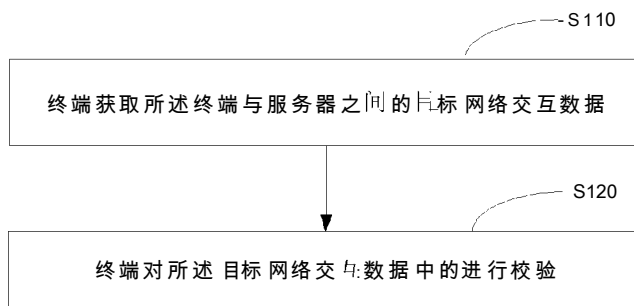 S110
终端获取所述终端与服务器之间的目标网络交互数据
S120
终端对所述目标网络交互数据中的进行校验